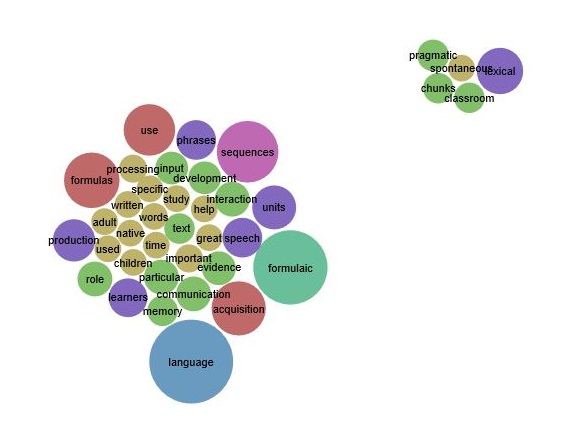 pragmatic
spontaneous
lexical
chunks
classroom
use
phrases
sequences
processing
input
development
formulas
specific
study
interaction
written
help
units
words
adult
text
native
great
speech
production
used
time
important
children
evidence
formulaic
role
particular
learners
communication
memory
acquisition
language